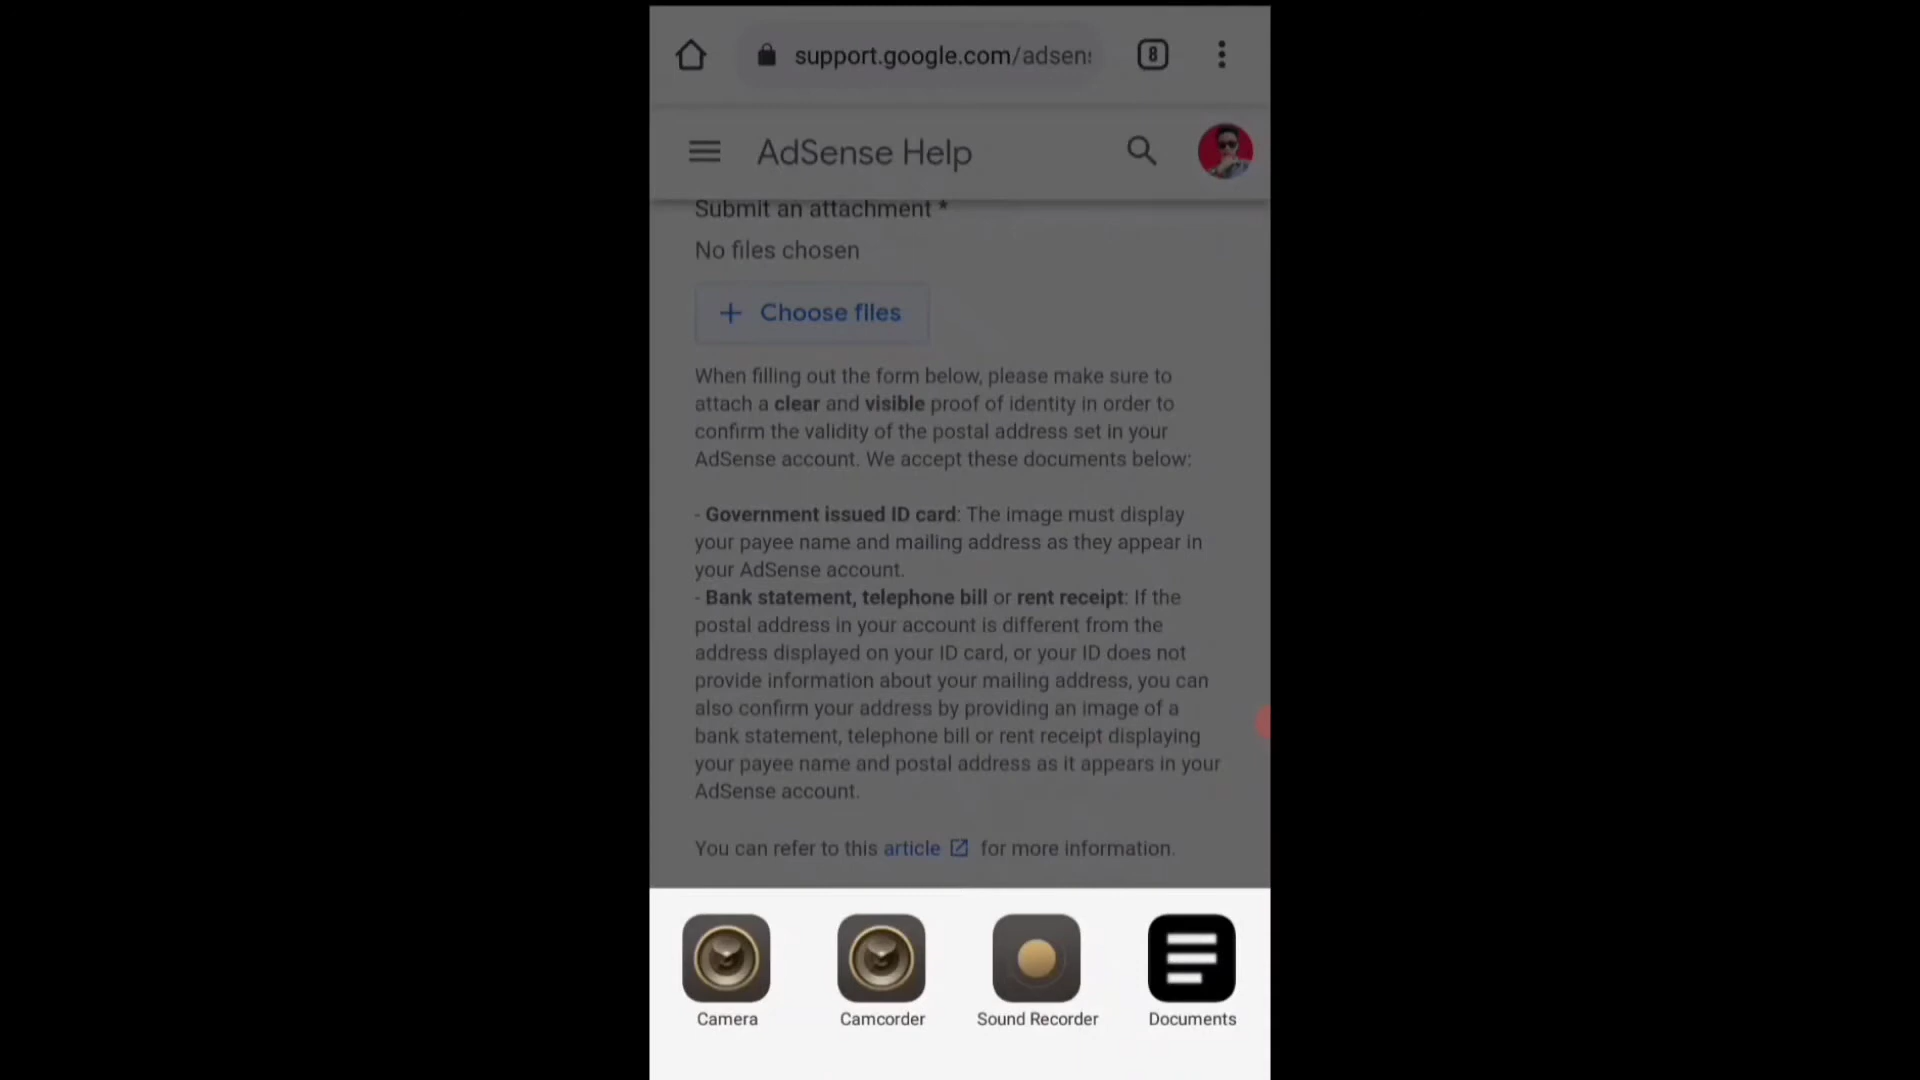 support.google.com/adsens
8
AdSense Help
Submit an attachment *
No files chosen
+ Choose files
When filling out the form below, please make sure to
attach a clear and visible proof of identity in order to
confirm the validity of the postal address set in your
AdSense account. We accept these documents below:
- Government issued ID card: The image must display
your payee name and mailing address as they appear in
your AdSense account.
- Bank statement, telephone bill or rent receipt: If the
postal address in your account is different from the
address displayed on your ID card, or your ID does not
provide information about your mailing address, you can
also confirm your address by providing an image of a
bank statement, telephone bill or rent receipt displaying
your payee name and postal address as it appears in your
AdSense account.
You can refer to this article for more information.
Camera
Camcorder
Sound Recorder
Documents